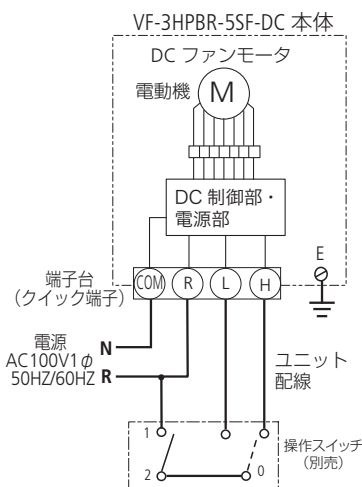 VF-3HPBR-5SF-DC 本体
DC ファンモータ
電動機
M
DC 制御部・
電源部
E
端子台
(クイック端子)
COM R L H
電源
AC100V1φ
50HZ/60HZ
N
R
ユニット
配線
1
2
0
操作スイッチ
(別売)